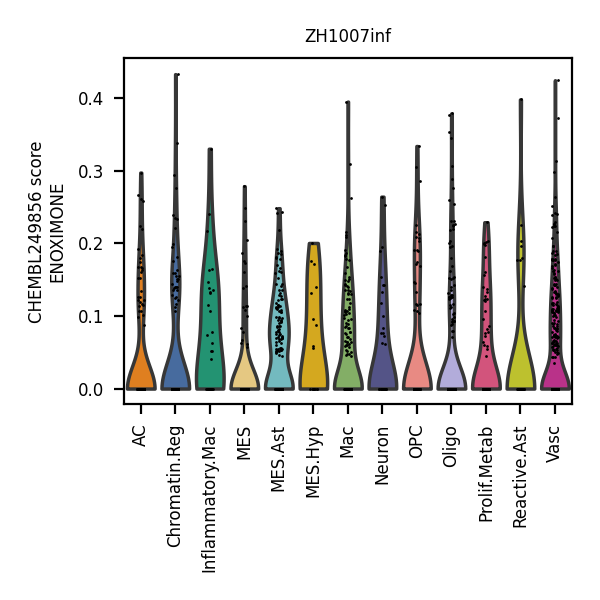 ZH1007inf
CHEMBL249856 score
ENOXIMONE
0.4
0.3
0.2
0.1
0.0
AC
Chromatin.Reg
Inflammatory.Mac
MES
MES.Ast
MES.Hyp
Mac
Neuron
OPC
Oligo
Prolif.Metab
Reactive.Ast
Vasc